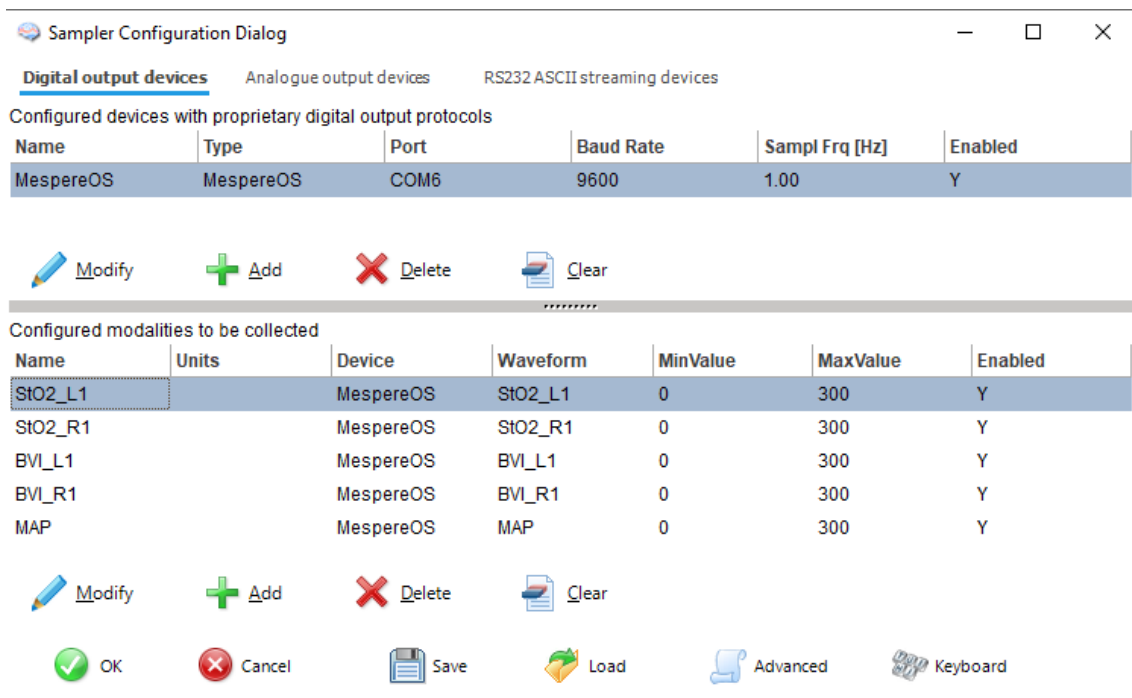 Sampler Configuration Dialog
Digital output devices Analogue output devices RS232 ASCII streaming devices
Configured devices with proprietary digital output protocols
Name Type Port Baud Rate Sampl Frq [Hz] Enabled
MespereOS MespereOS COM6 9600 1.00 Y
Modify Add Delete Clear
Configured modalities to be collected
Name Units Device Waveform MinValue MaxValue Enabled
StO2_L1 MespereOS StO2_L1 0 300 Y
StO2_R1 MespereOS StO2_R1 0 300 Y
BVI_L1 MespereOS BVI_L1 0 300 Y
BVI_R1 MespereOS BVI_R1 0 300 Y
MAP MespereOS MAP 0 300 Y
Modify Add Delete Clear
OK Cancel Save Load Advanced Keyboard